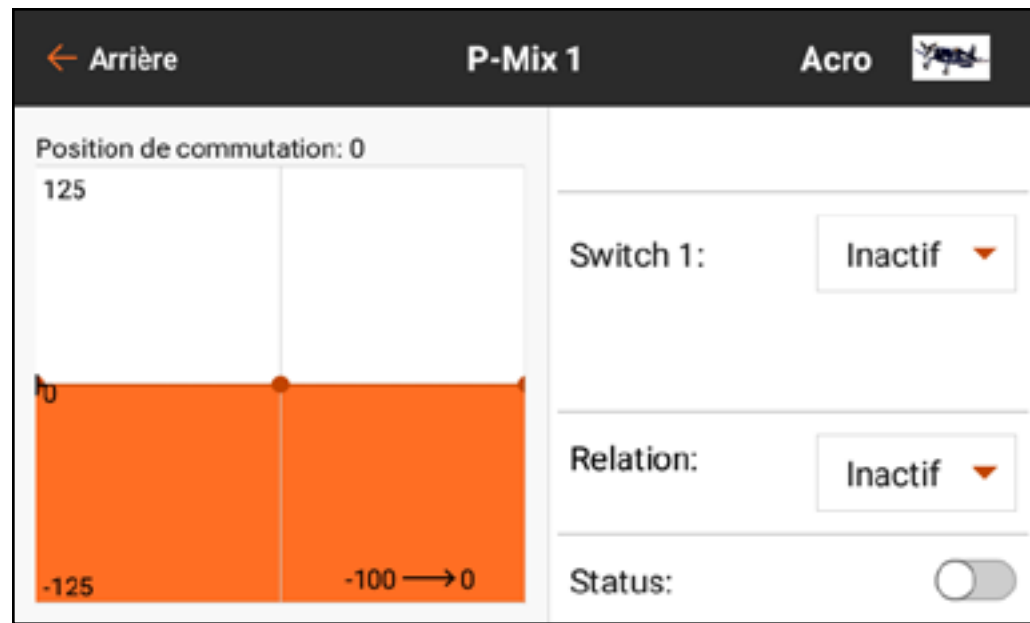 ← Arrière P-Mix 1 Acro
Position de commutation: 0
125
0
-125
-100 → 0
Switch 1: Inactif
Relation: Inactif
Status: